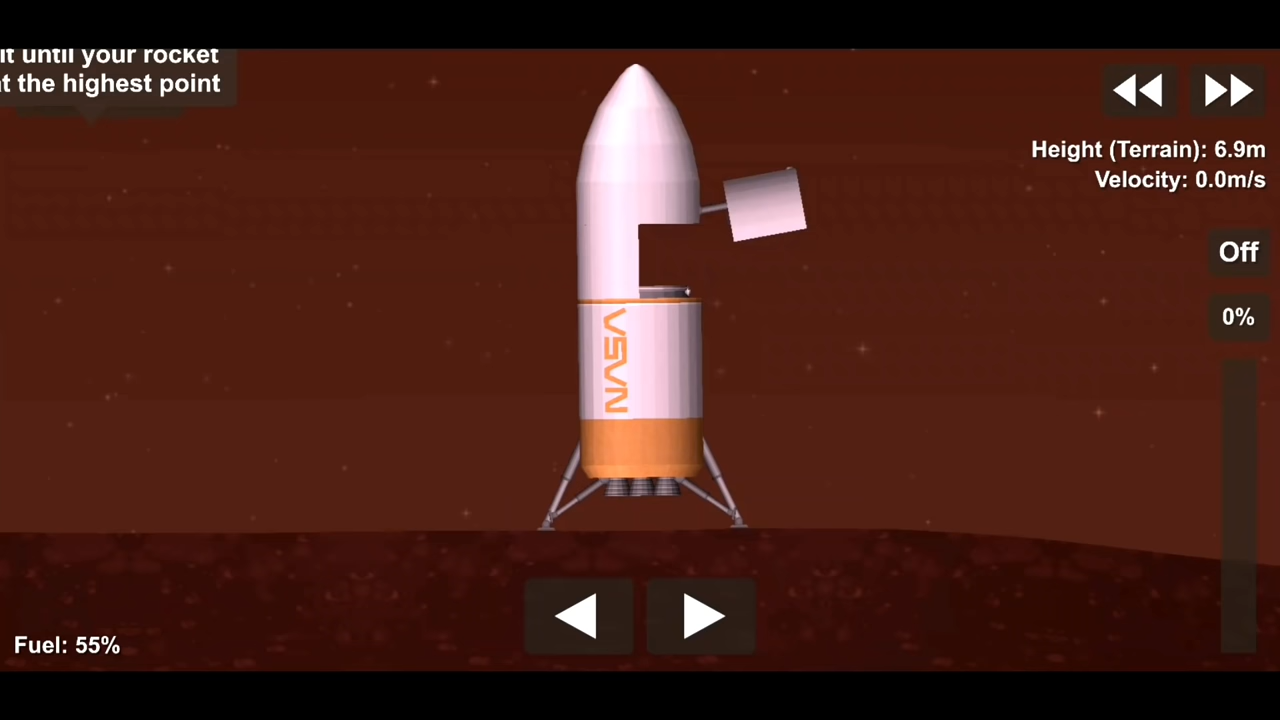 it until your rocket
at the highest point
Height (Terrain): 6.9m
Velocity: 0.0m/s
Off
0%
NASA
Fuel: 55%